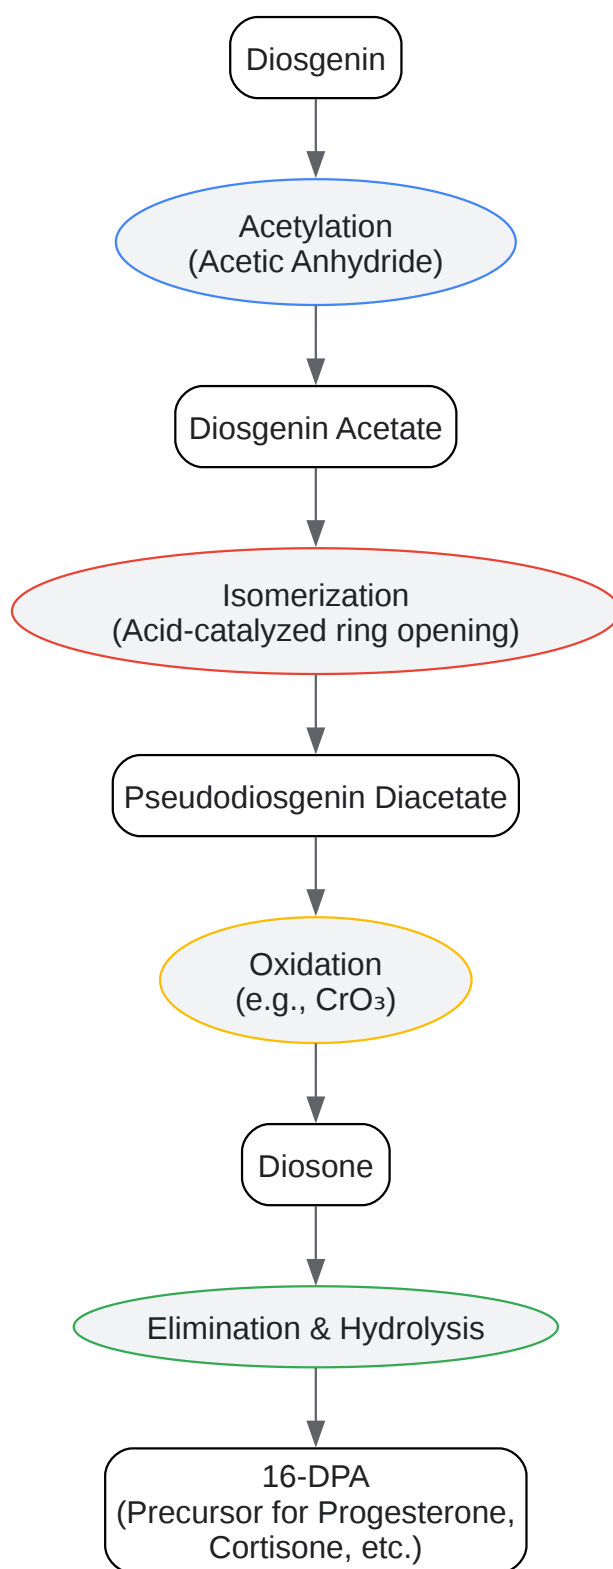 Diosgenin
Acetylation
(Acetic Anhydride)
Diosgenin Acetate
Isomerization
(Acid-catalyzed ring opening)
Pseudodiosgenin Diacetate
Oxidation
(e.g., CrO₃)
Diosone
Elimination & Hydrolysis
16-DPA
(Precursor for Progesterone,
Cortisone, etc.)